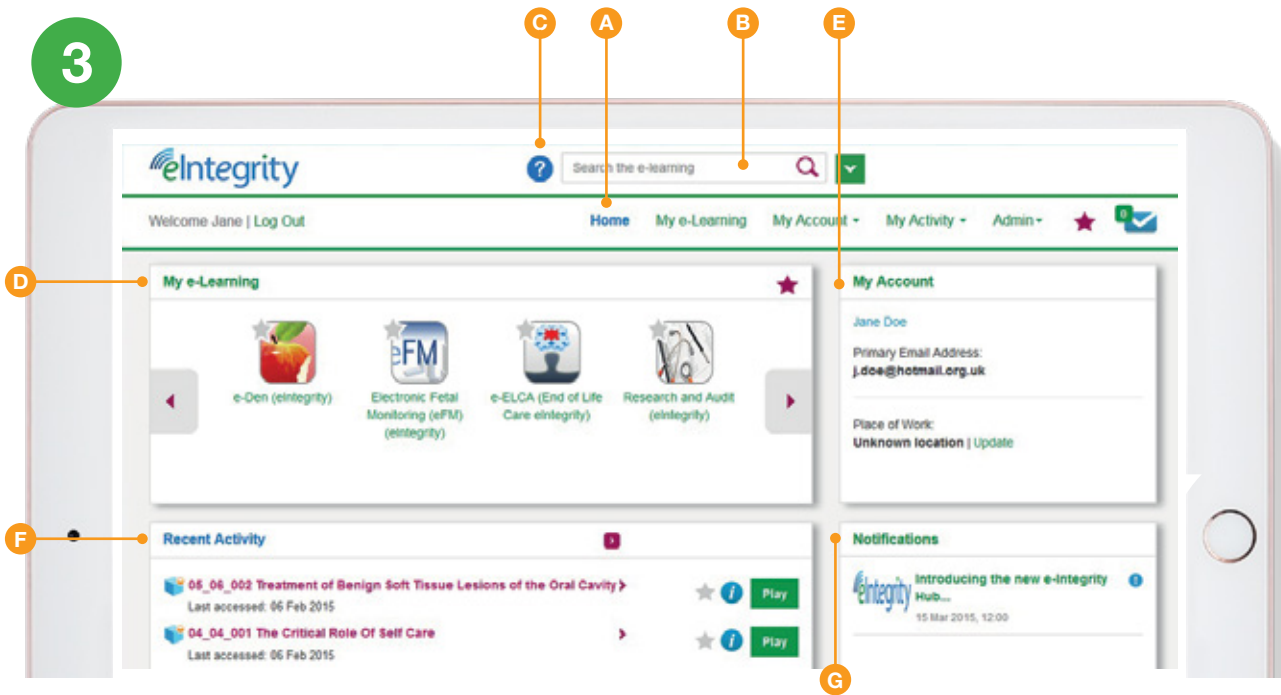 C A B E
3
eIntegrity
? Search the e-learning
Welcome Jane | Log Out Home My e-Learning My Account My Activity Admin 0
D
My e-Learning
My Account
eFM
e-Den (eIntegrity)
Electronic Fetal
Monitoring (eFM)
(eIntegrity)
e-ELCA (End of Life
Care eIntegrity)
Research and Audit
(eIntegrity)
Jane Doe
Primary Email Address:
j.doe@hotmail.org.uk
Place of Work:
Unknown location | Update
F
Recent Activity
05_06_002 Treatment of Benign Soft Tissue Lesions of the Oral Cavity i Play
Last accessed: 06 Feb 2015
04_04_001 The Critical Role Of Self Care i Play
Last accessed: 06 Feb 2015
Notifications
eIntegrity
Introducing the new e-Integrity
Hub...
15 Mar 2015, 12:00
G